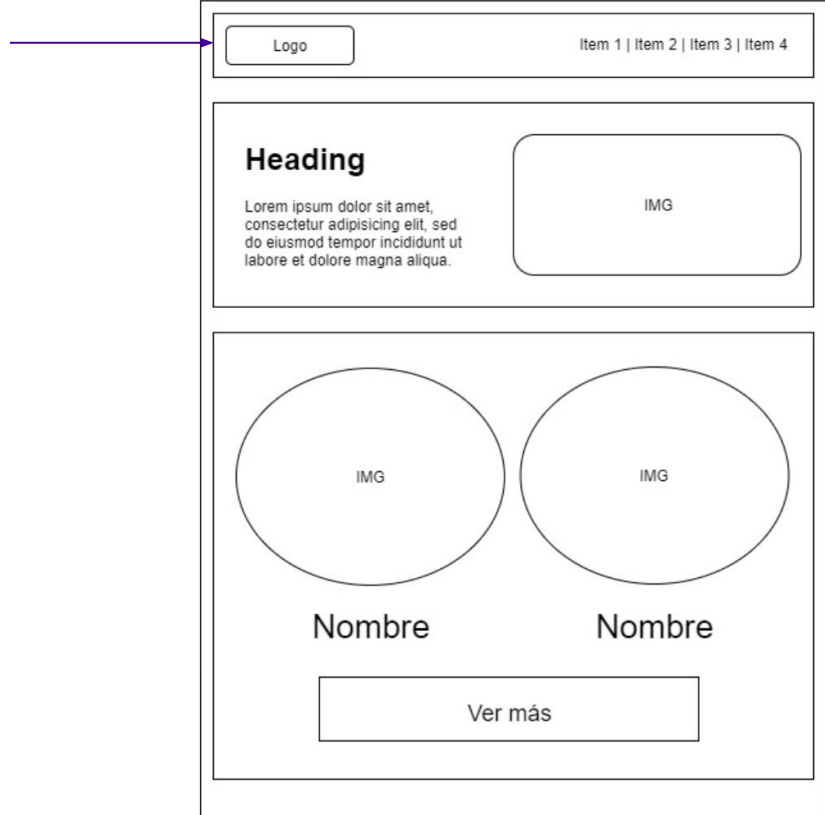 Logo
Item 1 | Item 2 | Item 3 | Item 4
Heading
Lorem ipsum dolor sit amet,
consectetur adipisicing elit, sed
do eiusmod tempor incididunt ut
labore et dolore magna aliqua.
IMG
IMG
IMG
Nombre
Nombre
Ver más